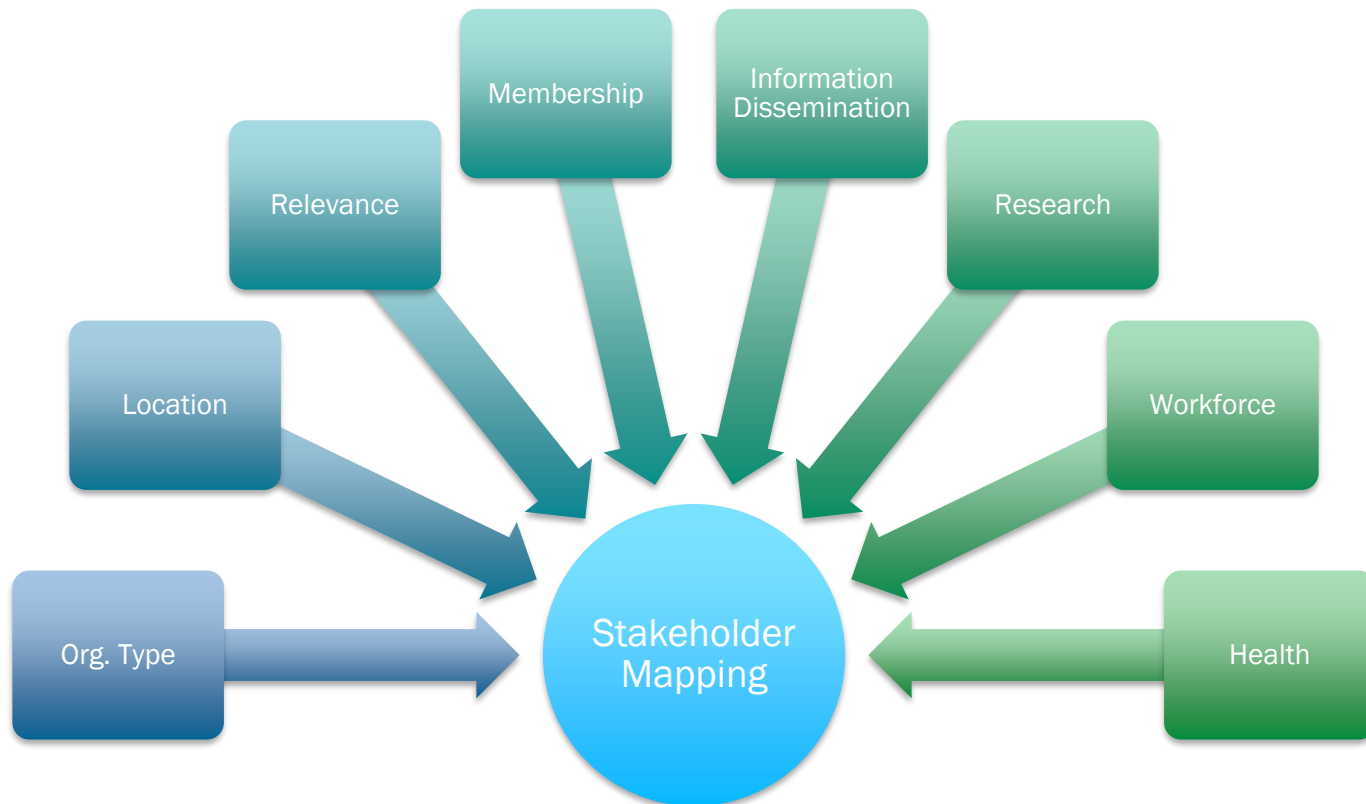 Membership
Information
Dissemination
Relevance
Research
Location
Workforce
Org. Type
Stakeholder
Mapping
Health